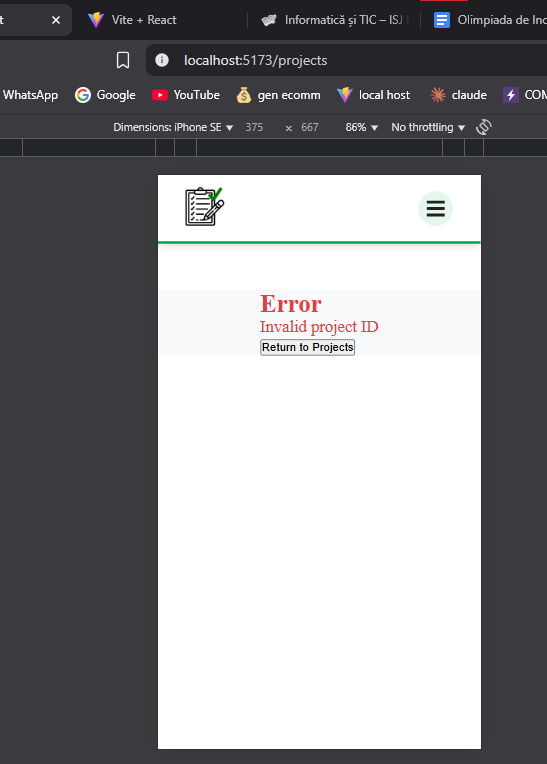 t
Vite + React
Informatică și TIC – ISJ
Olimpiada de Inc
localhost:5173/projects
WhatsApp
Google
YouTube
gen ecomm
local host
claude
COM
Dimensions: iPhone SE
375
×
667
86%
No throttling
Error
Invalid project ID
Return to Projects